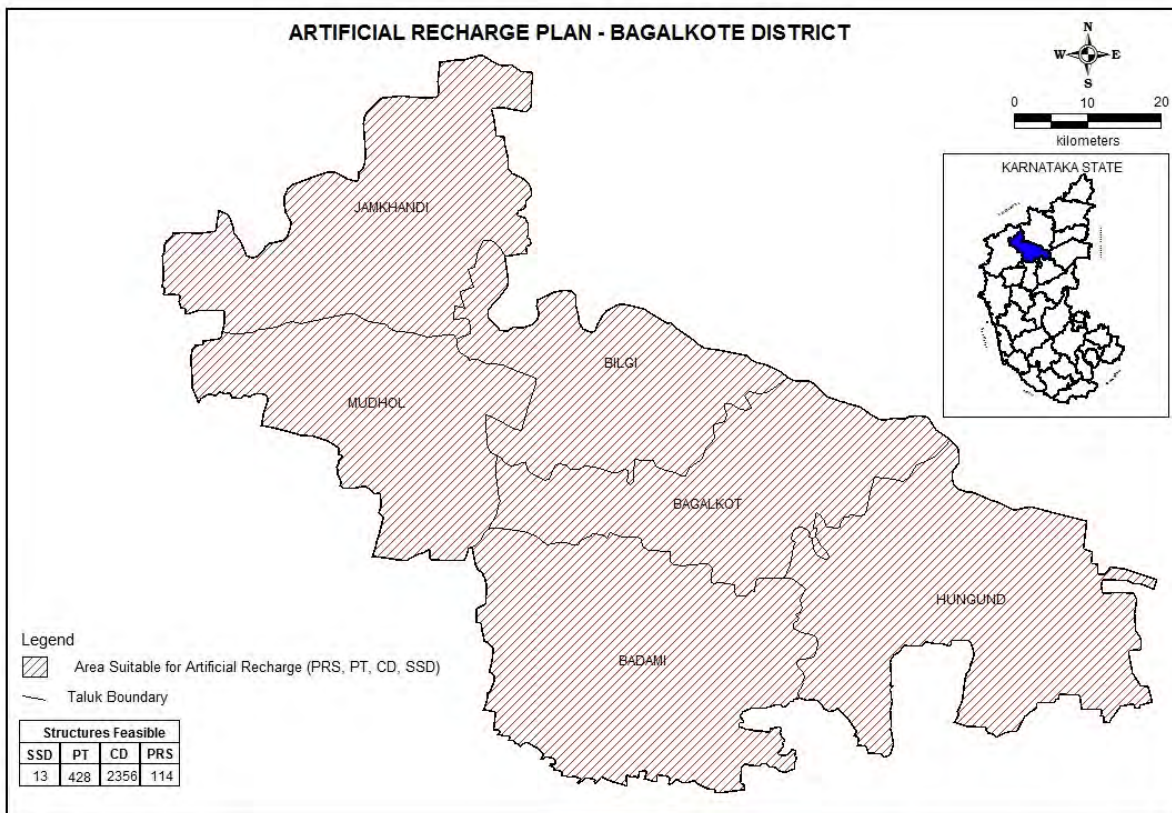 ARTIFICIAL RECHARGE PLAN - BAGALKOTE DISTRICT
N
W E
S
0 10 20
kilometers
KARNATAKA STATE
JAMKHANDI
BILGI
MUDHOL
BAGALKOT
HUNGUND
BADAMI
Legend
Area Suitable for Artificial Recharge (PRS, PT, CD, SSD)
Taluk Boundary
Structures Feasible
SSD PT CD PRS
13 428 2356 114